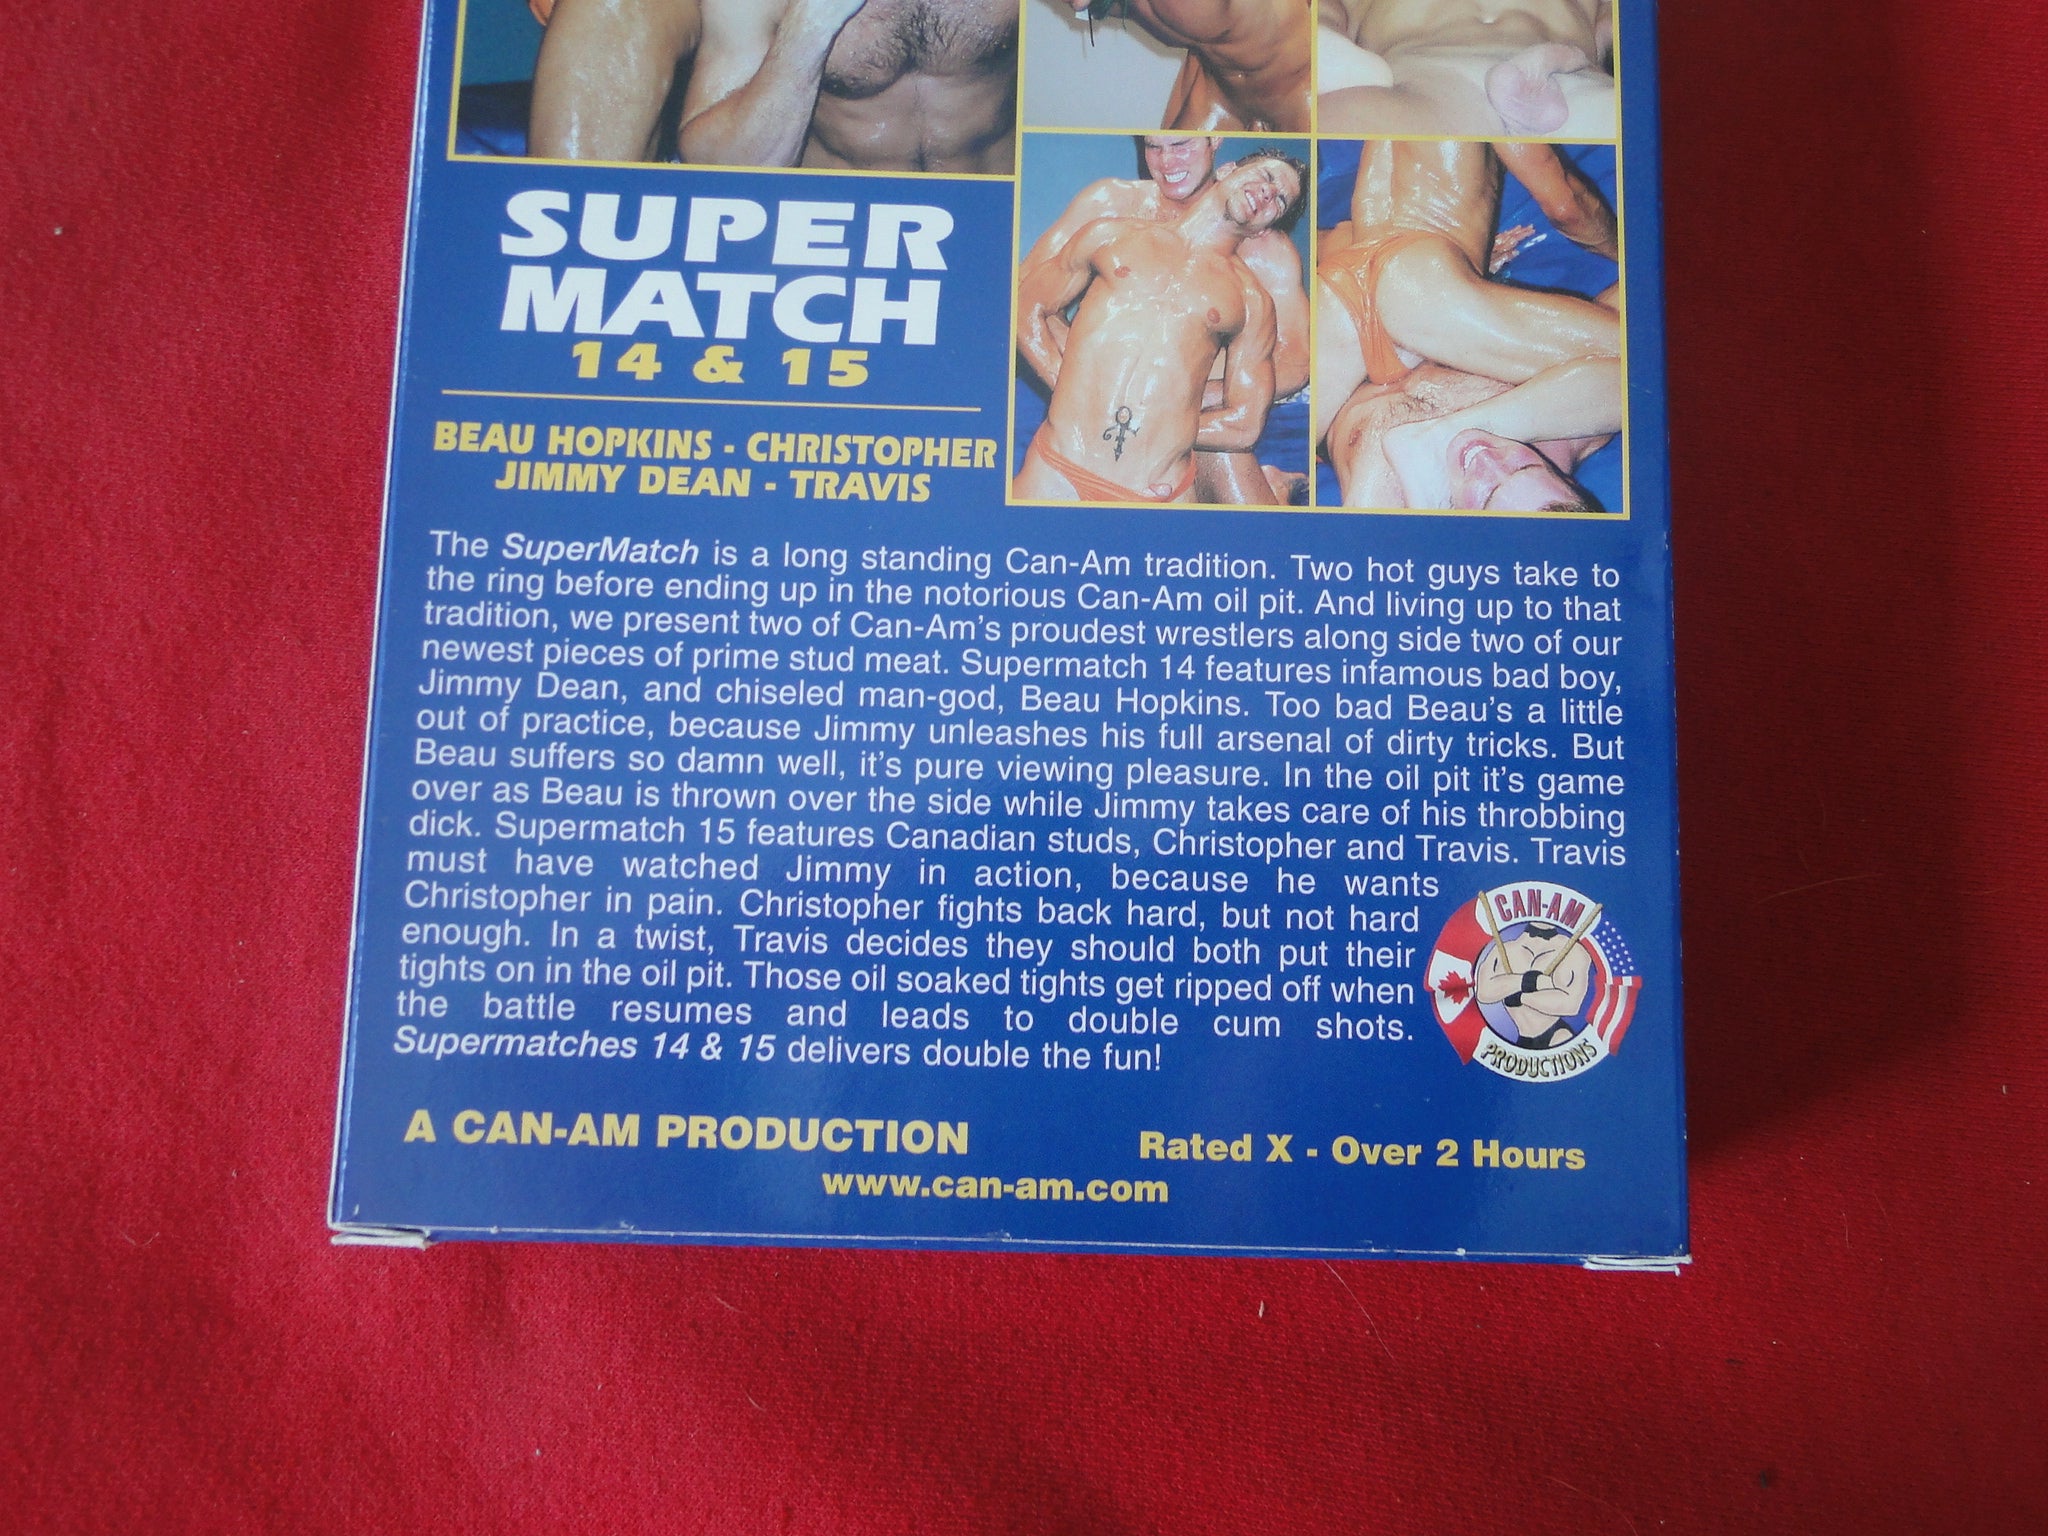 SUPER
MATCH
14 & 15
BEAU HOPKINS - CHRISTOPHER
JIMMY DEAN - TRAVIS
The SuperMatch is a long standing Can-Am tradition. Two hot guys take to
the ring before ending up in the notorious Can-Am oil pit. And living up to that
tradition, we present two of Can-Am's proudest wrestlers along side two of our
newest pieces of prime stud meat. Supermatch 14 features infamous bad boy,
Jimmy Dean, and chiseled man-god, Beau Hopkins. Too bad Beau's a little
out of practice, because Jimmy unleashes his full arsenal of dirty tricks. But
Beau suffers so damn well, it's pure viewing pleasure. In the oil pit it's game
over as Beau is thrown over the side while Jimmy takes care of his throbbing
dick. Supermatch 15 features Canadian studs, Christopher and Travis. Travis
must have watched Jimmy in action, because he wants
Christopher in pain. Christopher fights back hard, but not hard
enough. In a twist, Travis decides they should both put their
tights on in the oil pit. Those oil soaked tights get ripped off when
the battle resumes and leads to double cum shots.
Supermatches 14 & 15 delivers double the fun!
CAN-AM
PRODUCTIONS
A CAN-AM PRODUCTION
Rated X - Over 2 Hours
www.can-am.com